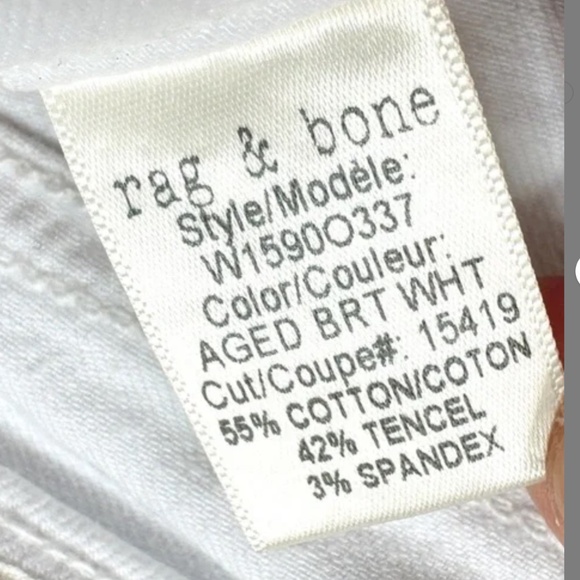 rag & bone
Style/Modèle:
W1590O337
Color/Couleur:
AGED BRT WHT
Cut/Coupe#: 15419
55% COTTON/COTON
42% TENCEL
3% SPANDEX